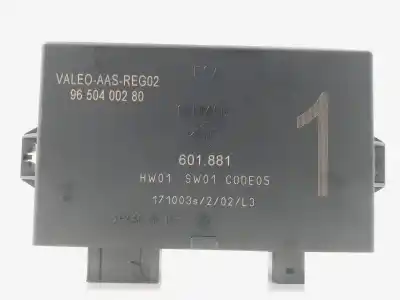 VALEO-AAS-REG02
96 504 002 80
1
601.881
HW01 SW01 CODE05
171003a/2/02/L3